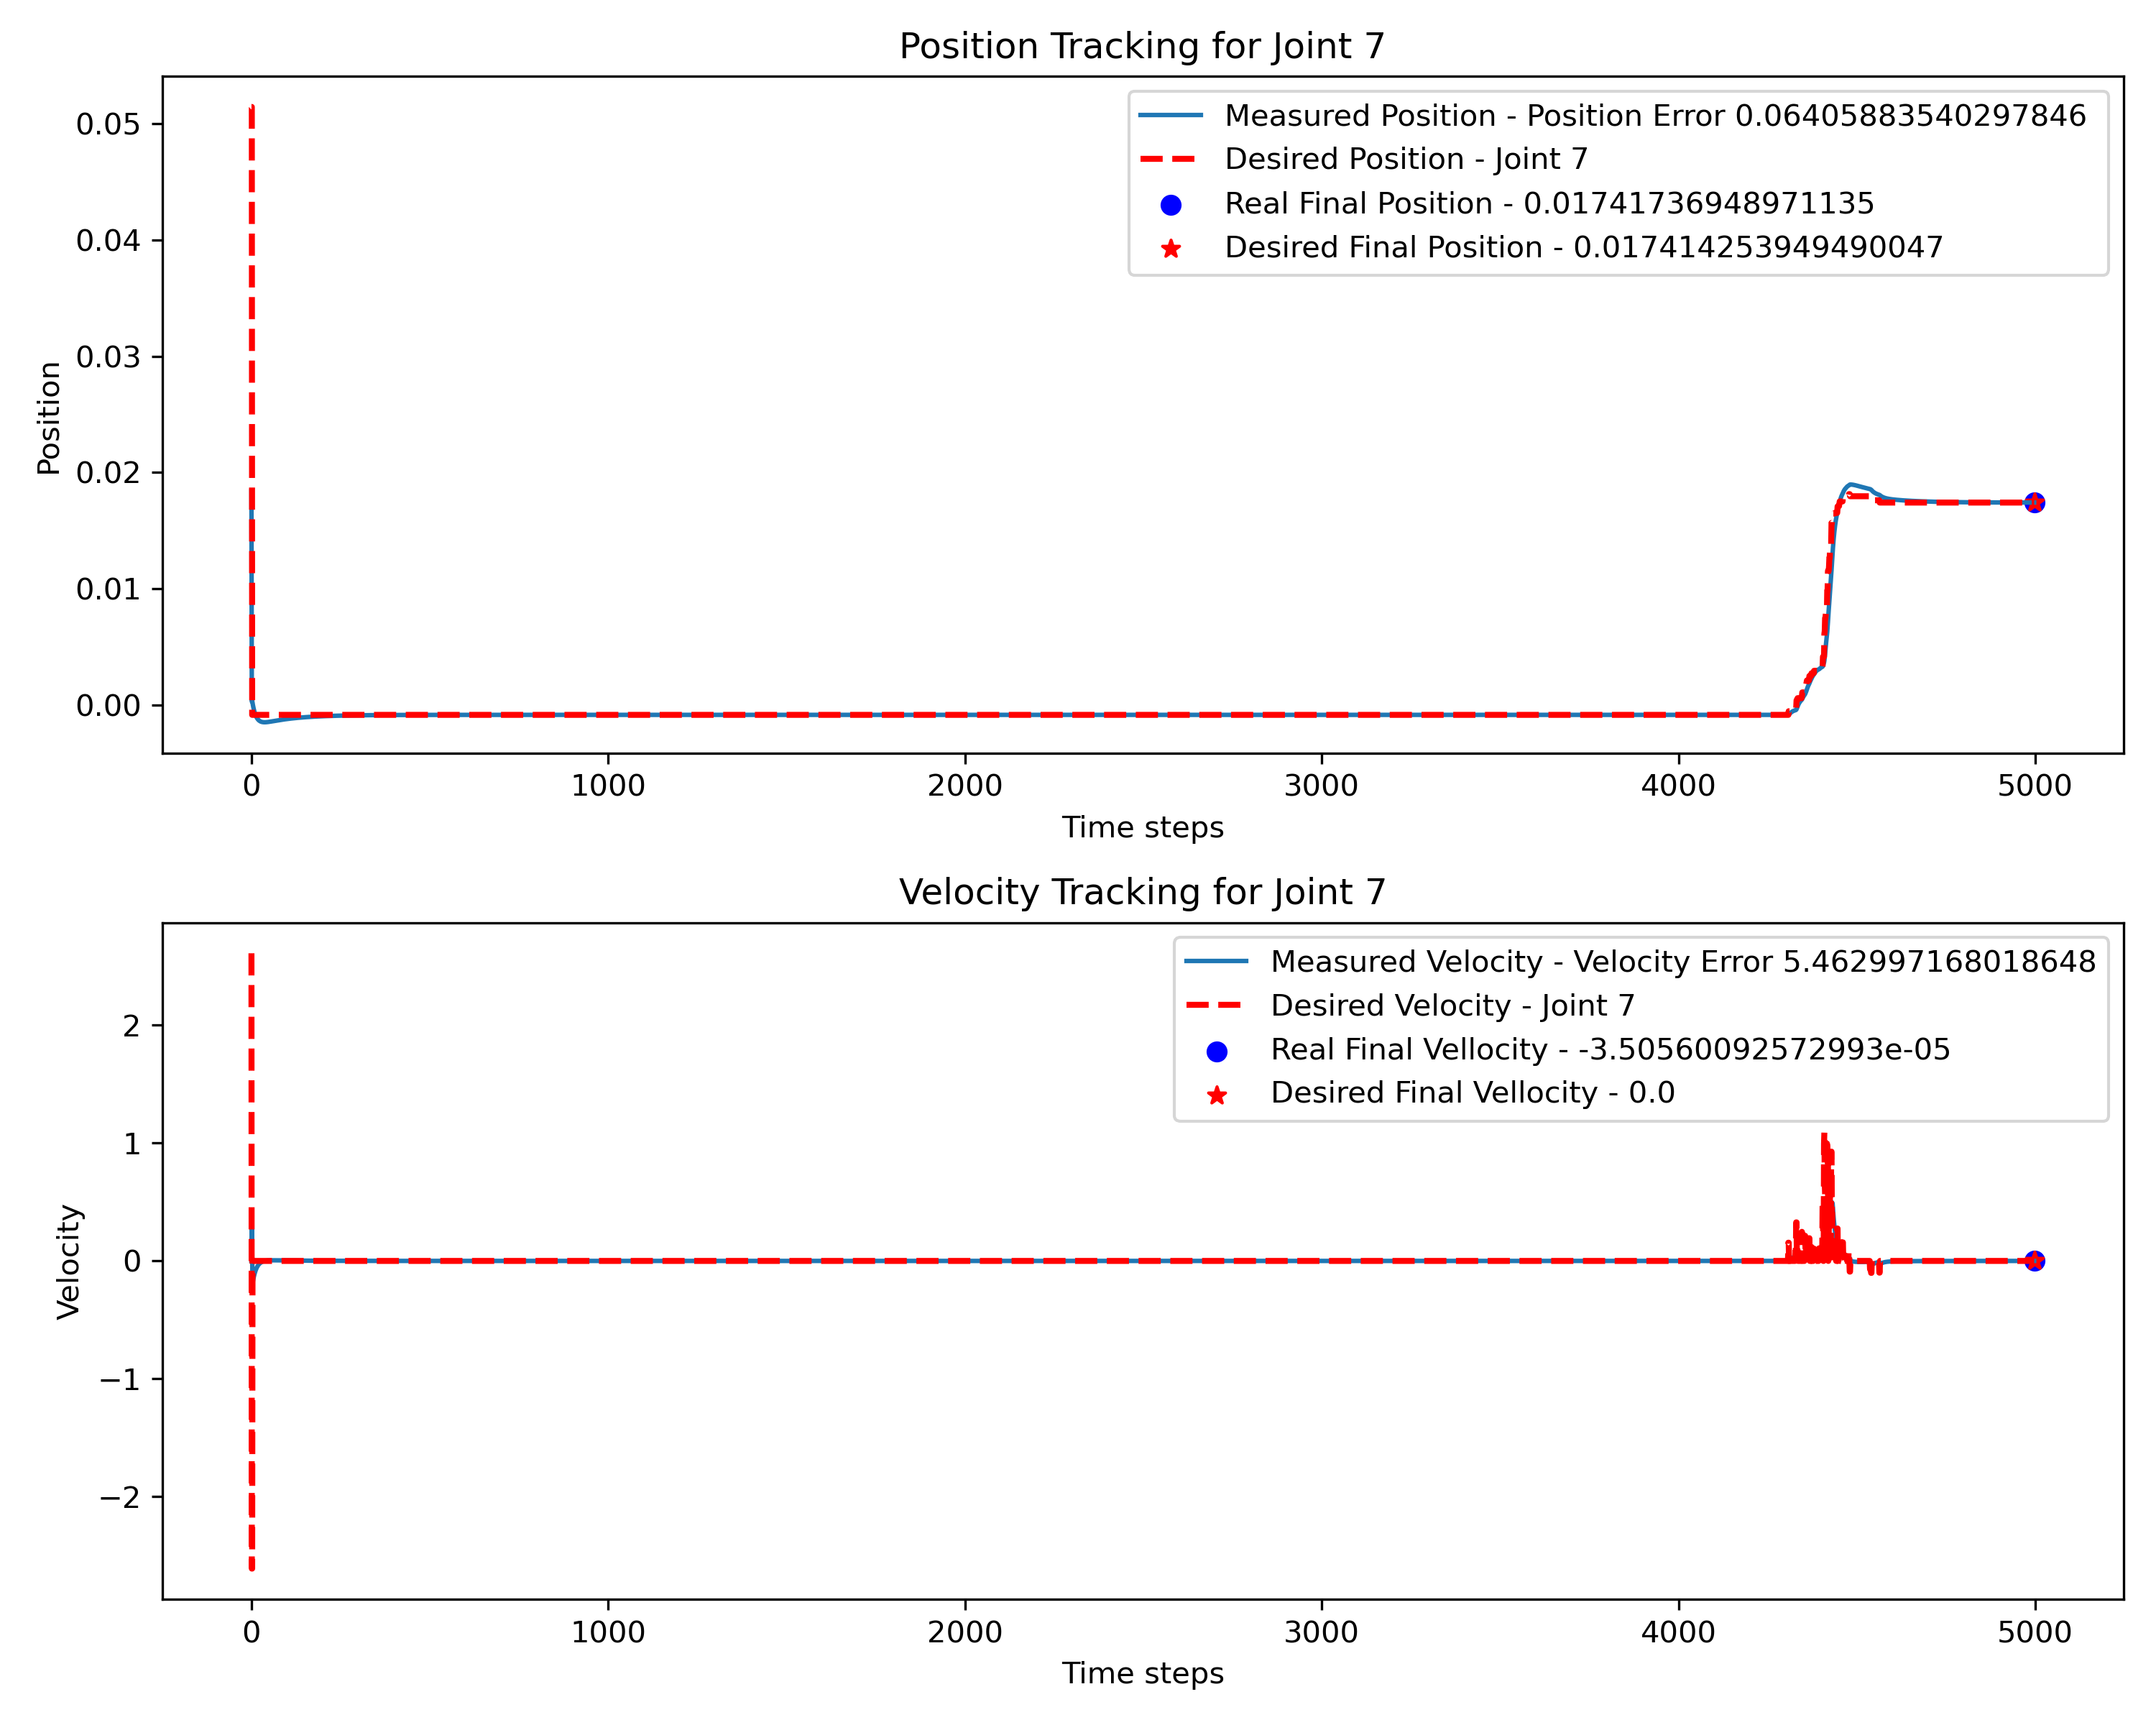 Position Tracking for Joint 7
Measured Position - Position Error 0.06405883540297846
Desired Position - Joint 7
Real Final Position - 0.01741736948971135
Desired Final Position - 0.017414253949490047
0.05
0.04
0.03
0.02
0.01
0.00
Position
0 1000 2000 3000 4000 5000
Time steps
Velocity Tracking for Joint 7
Measured Velocity - Velocity Error 5.462997168018648
Desired Velocity - Joint 7
Real Final Vellocity - -3.50560092572993e-05
Desired Final Vellocity - 0.0
2
1
0
−1
−2
Velocity
0 1000 2000 3000 4000 5000
Time steps